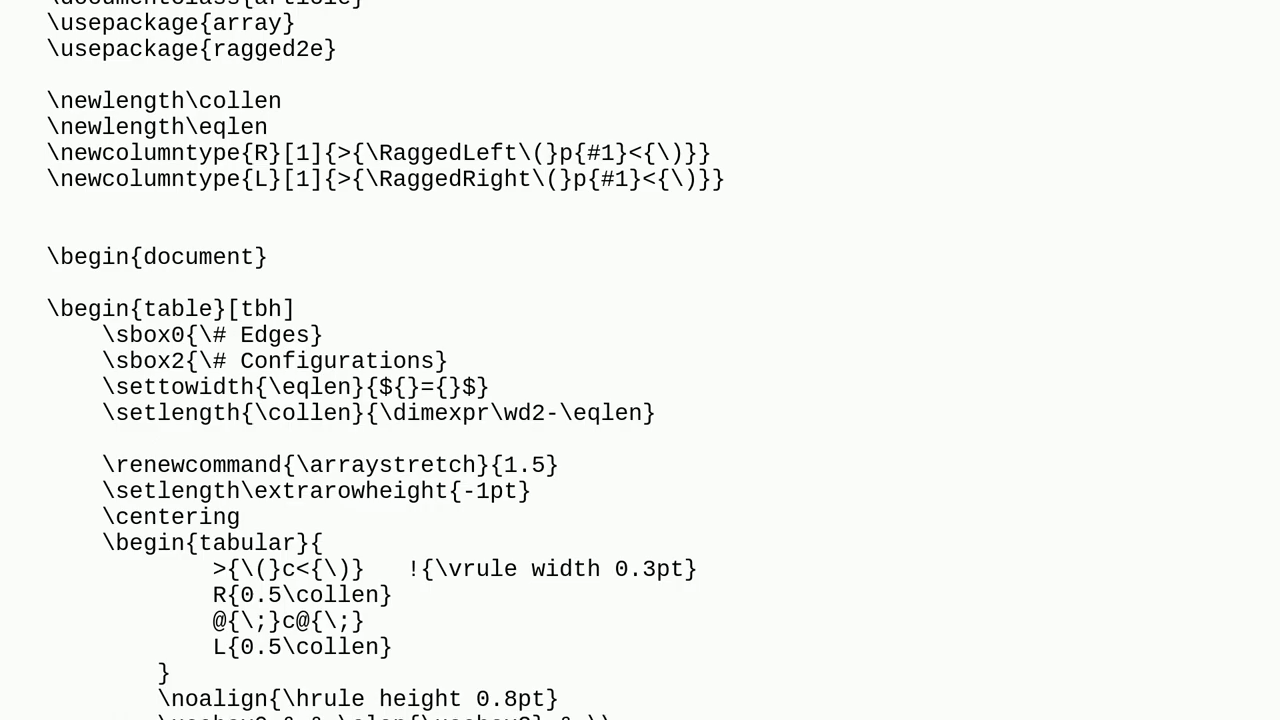 \documentclass{article}
\usepackage{array}
\usepackage{ragged2e}
\newlength\collen
\newlength\eqlen
\newcolumntype{R}[1]{>{\RaggedLeft\(}p{#1}<{\)}}
\newcolumntype{L}[1]{>{\RaggedRight\(}p{#1}<{\)}}
\begin{document}
\begin{table}[tbh]
\sbox0{\# Edges}
\sbox2{\# Configurations}
\settowidth{\eqlen}{${}={}$}
\setlength{\collen}{\dimexpr\wd2-\eqlen}
\renewcommand{\arraystretch}{1.5}
\setlength\extrarowheight{-1pt}
\centering
\begin{tabular}{
>{\(}c<{\)} !{\vrule width 0.3pt}
R{0.5\collen}
@{\;}c@{\;}
L{0.5\collen}
}
\noalign{\hrule height 0.8pt}